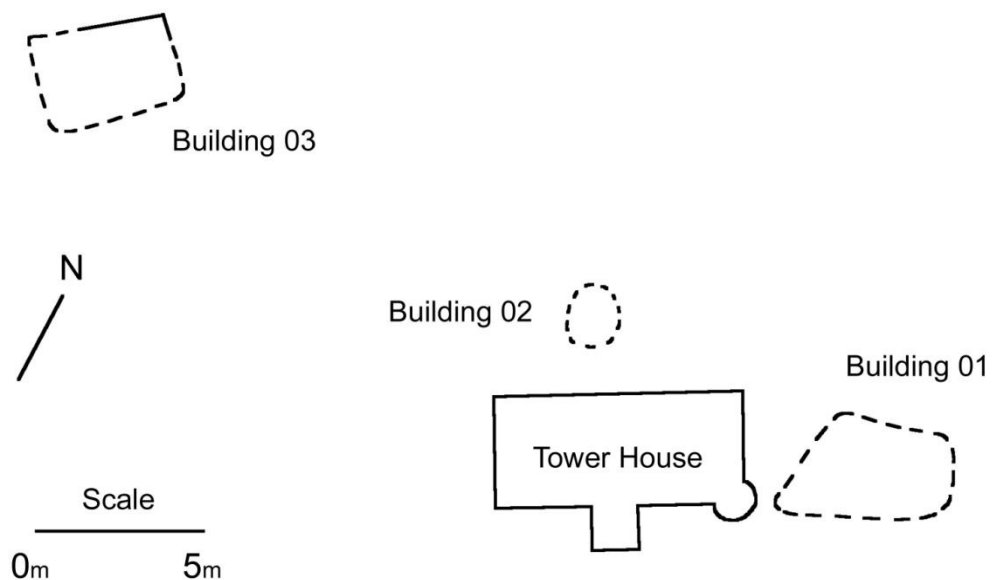 Building 03
N
Building 02
Building 01
Tower House
Scale
0m 5m